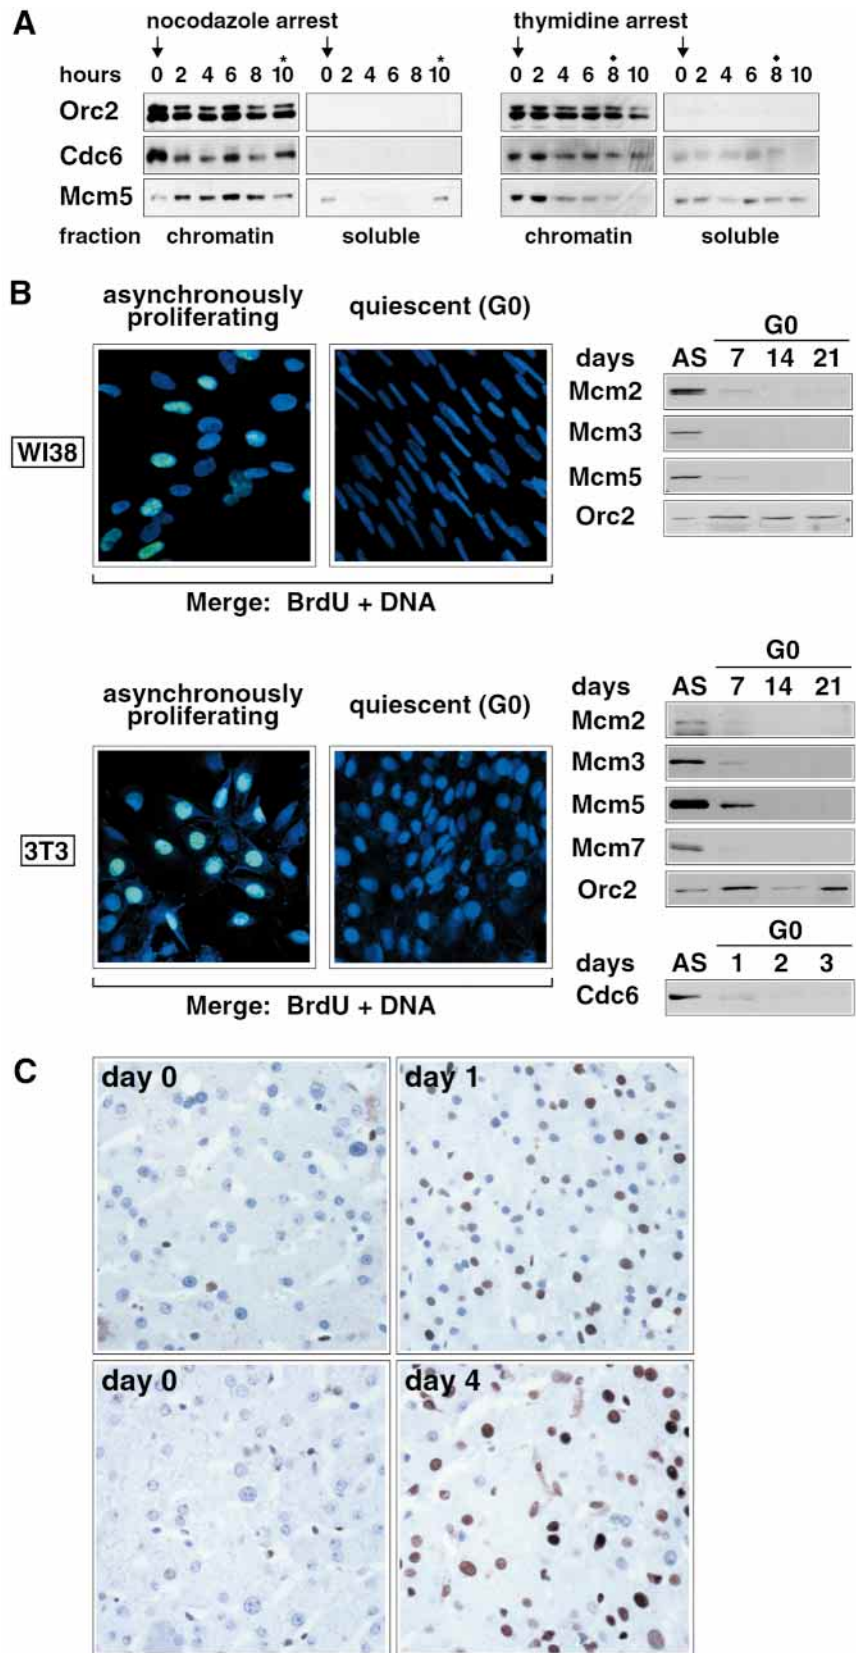 A
nocodazole arrest
thymidine arrest
* * ◆ ◆
hours 0 2 4 6 8 10 0 2 4 6 8 10 0 2 4 6 8 10 0 2 4 6 8 10
Orc2
Cdc6
Mcm5
fraction chromatin soluble chromatin soluble
B
asynchronously
proliferating
quiescent (G0)
WI38
Merge: BrdU + DNA
G0
days AS 7 14 21
Mcm2
Mcm3
Mcm5
Orc2
asynchronously
proliferating
quiescent (G0)
3T3
Merge: BrdU + DNA
G0
days AS 7 14 21
Mcm2
Mcm3
Mcm5
Mcm7
Orc2
G0
days AS 1 2 3
Cdc6
C
day 0
day 1
day 0
day 4